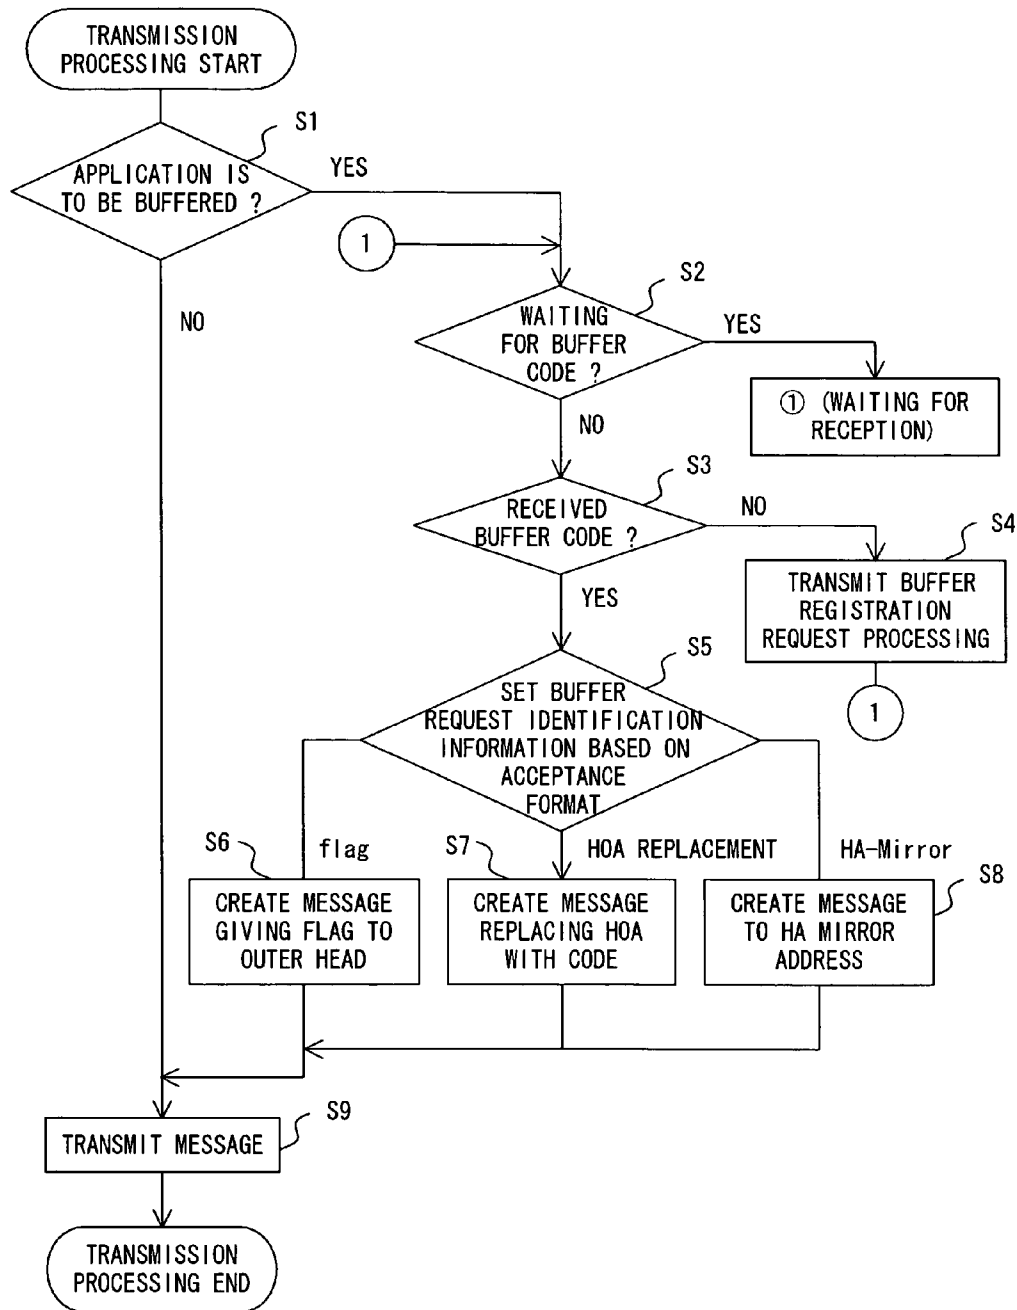 TRANSMISSION
PROCESSING START
S1
APPLICATION IS
TO BE BUFFERED ?
YES
1
NO
S2
WAITING
FOR BUFFER
CODE ?
YES
① (WAITING FOR
RECEPTION)
NO
S3
RECEIVED
BUFFER CODE ?
NO
S4
TRANSMIT BUFFER
REGISTRATION
REQUEST PROCESSING
1
YES
S5
SET BUFFER
REQUEST IDENTIFICATION
INFORMATION BASED ON
ACCEPTANCE
FORMAT
S6
flag
S7
HOA REPLACEMENT
HA-Mirror
S8
CREATE MESSAGE
GIVING FLAG TO
OUTER HEAD
CREATE MESSAGE
REPLACING HOA
WITH CODE
CREATE MESSAGE
TO HA MIRROR
ADDRESS
S9
TRANSMIT MESSAGE
TRANSMISSION
PROCESSING END